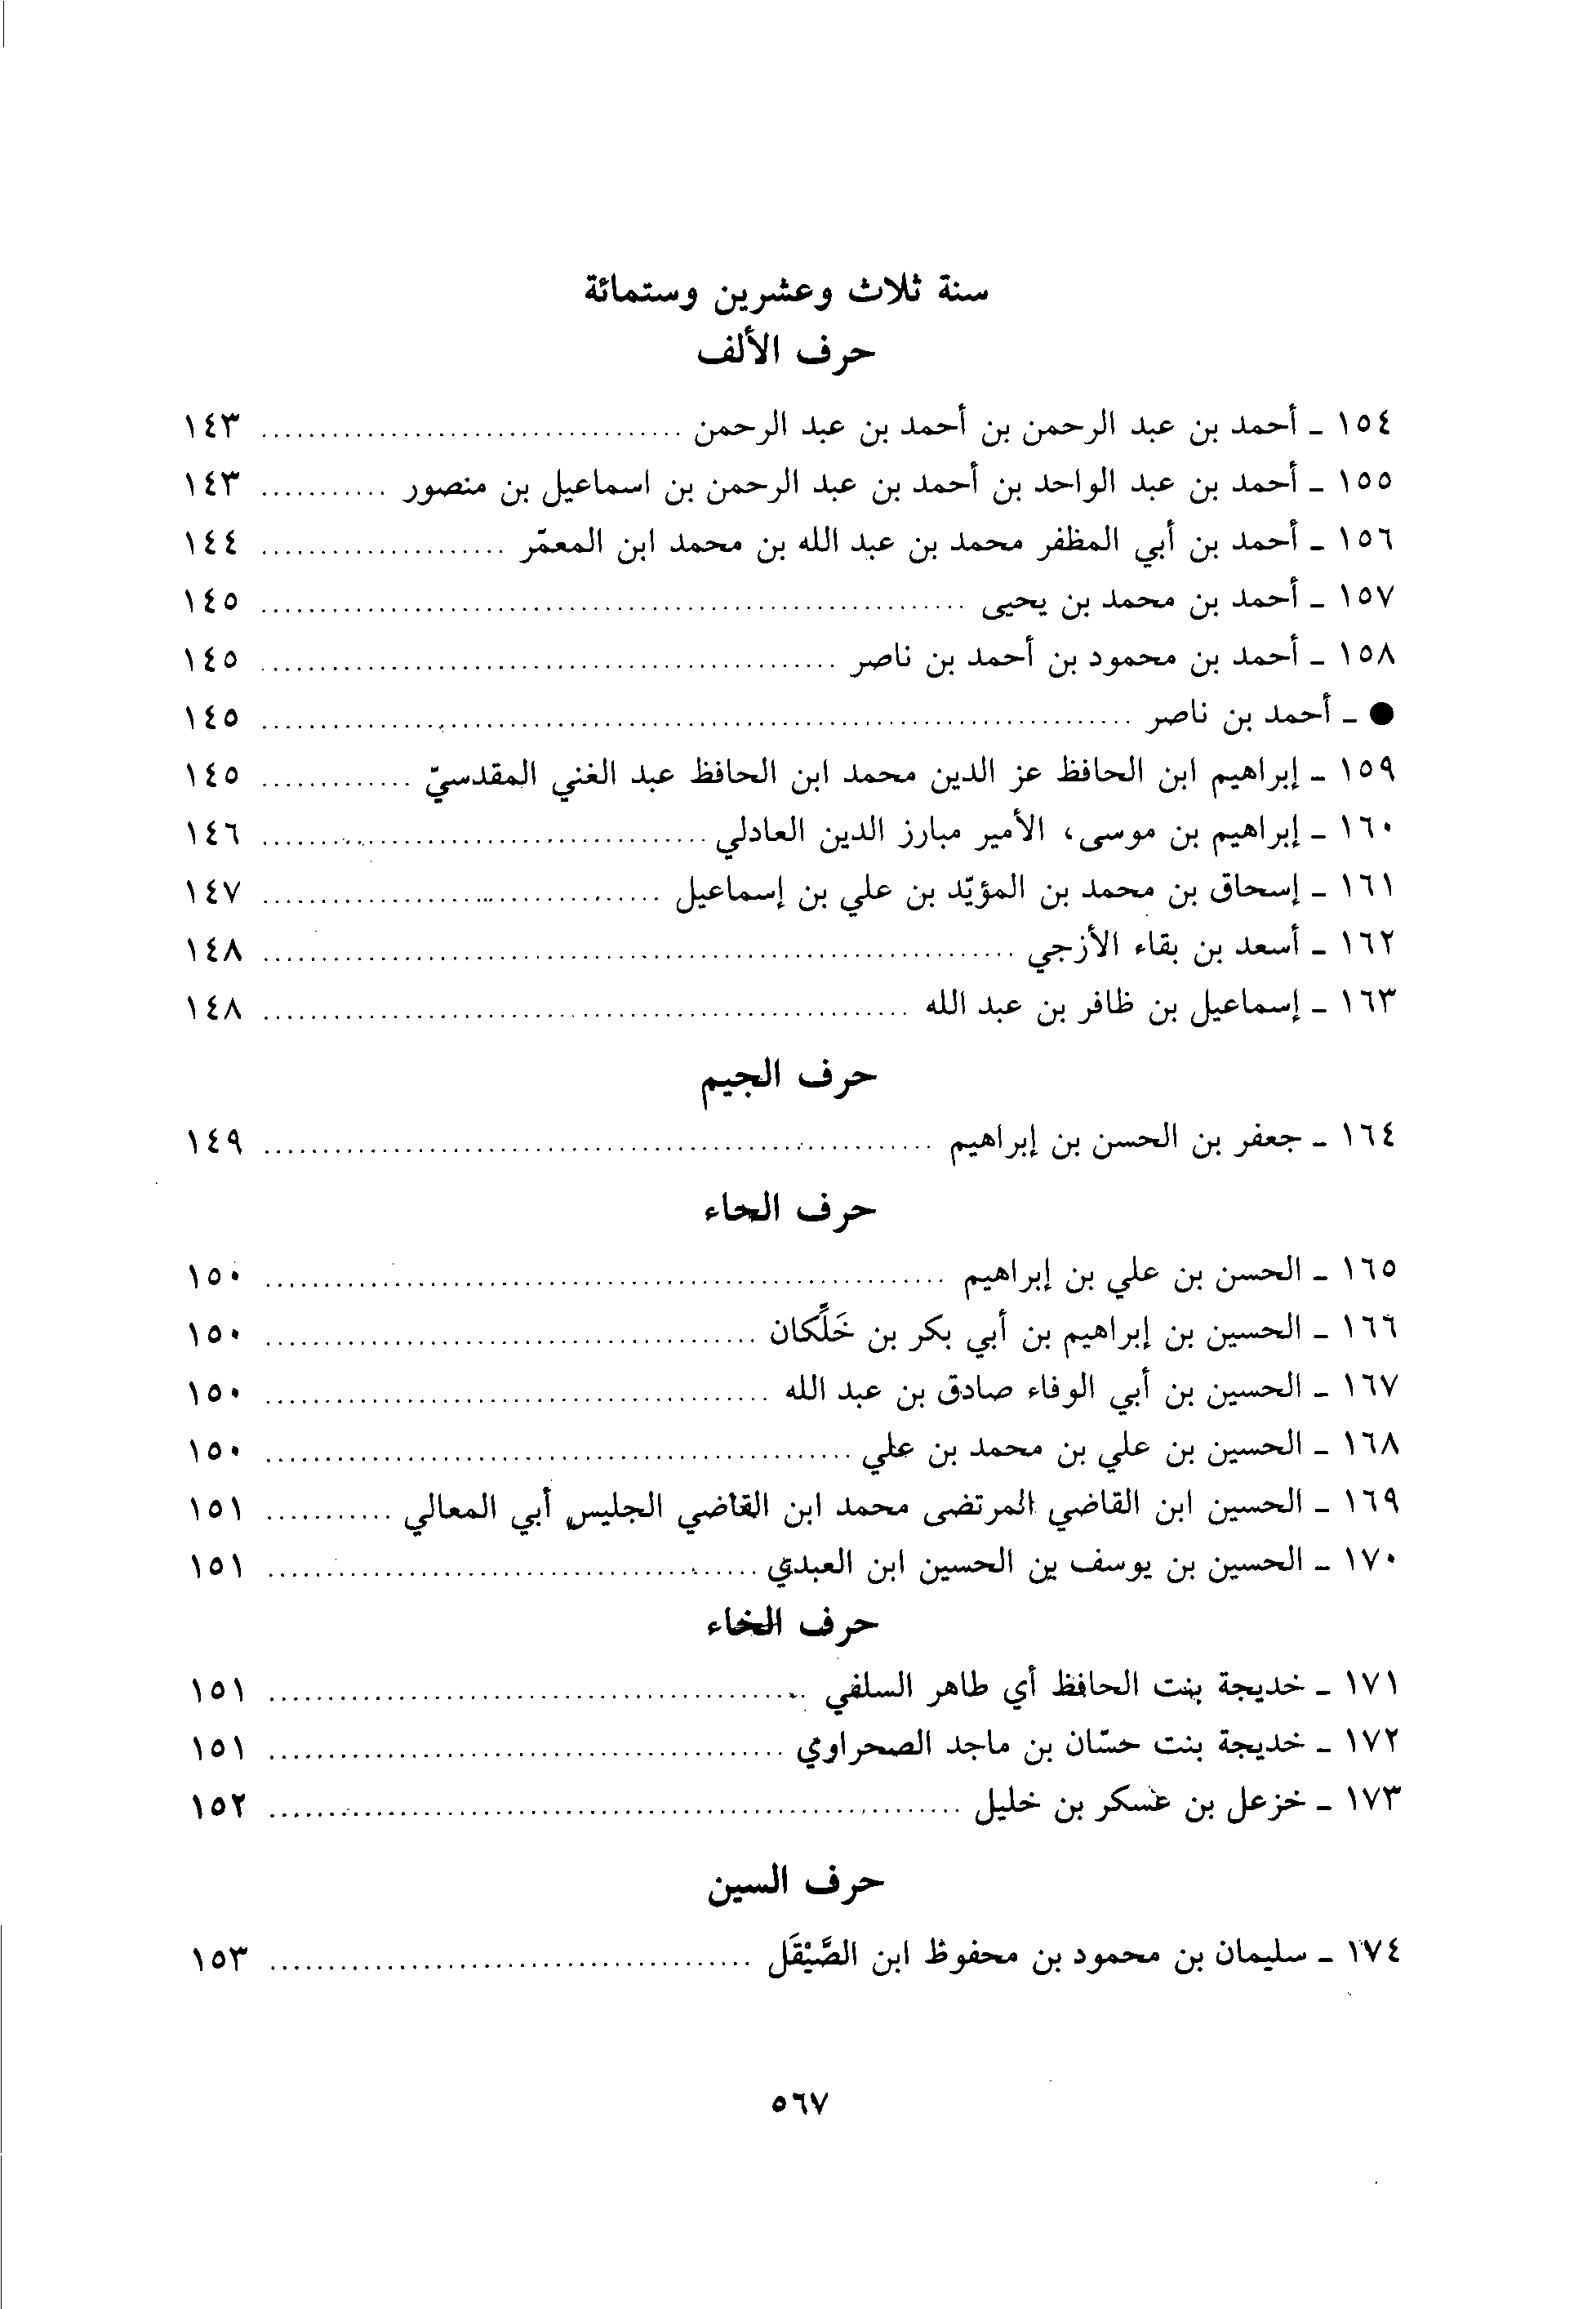 سنة ثلاث وعشرين وستمائة
حرف الألف
١٥٤ ـ أحمد بن عبد الرحمن بن أحمد بن عبد الرحمن ........ ١٤٣
١٥٥ ـ أحمد بن عبد الواحد بن أحمد بن عبد الرحمن بن اسماعيل بن منصور ........ ١٤٣
١٥٦ ـ أحمد بن أبي المظفر محمد بن عبد الله بن محمد ابن المعمّر ........ ١٤٤
١٥٧ ـ أحمد بن محمد بن يحيى ........ ١٤٥
١٥٨ ـ أحمد بن محمود بن أحمد بن ناصر ........ ١٤٥
● ـ أحمد بن ناصر ........ ١٤٥
١٥٩ ـ إبراهيم ابن الحافظ عز الدين محمد ابن الحافظ عبد الغني المقدسيّ ........ ١٤٥
١٦٠ ـ إبراهيم بن موسى، الأمير مبارز الدين العادلي ........ ١٤٦
١٦١ ـ إسحاق بن محمد بن المؤيّد بن علي بن إسماعيل ........ ١٤٧
١٦٢ ـ أسعد بن بقاء الأزجي ........ ١٤٨
١٦٣ ـ إسماعيل بن ظافر بن عبد الله ........ ١٤٨
حرف الجيم
١٦٤ ـ جعفر بن الحسن بن إبراهيم ........ ١٤٩
حرف الحاء
١٦٥ ـ الحسن بن علي بن إبراهيم ........ ١٥٠
١٦٦ ـ الحسين بن إبراهيم بن أبي بكر بن خَلِّكان ........ ١٥٠
١٦٧ ـ الحسين بن أبي الوفاء صادق بن عبد الله ........ ١٥٠
١٦٨ ـ الحسين بن علي بن محمد بن علي ........ ١٥٠
١٦٩ ـ الحسين ابن القاضي المرتضى محمد ابن القاضي الجليس أبي المعالي ........ ١٥١
١٧٠ ـ الحسين بن يوسف ين الحسين ابن العبدي ........ ١٥١
حرف الخاء
١٧١ ـ خديجة بنت الحافظ أي طاهر السلفي ........ ١٥١
١٧٢ ـ خديجة بنت حسّان بن ماجد الصحراوي ........ ١٥١
١٧٣ ـ خزعل بن عسكر بن خليل ........ ١٥٢
حرف السين
١٧٤ ـ سليمان بن محمود بن محفوظ ابن الصَّيْقَل ........ ١٥٣
٥٦٧